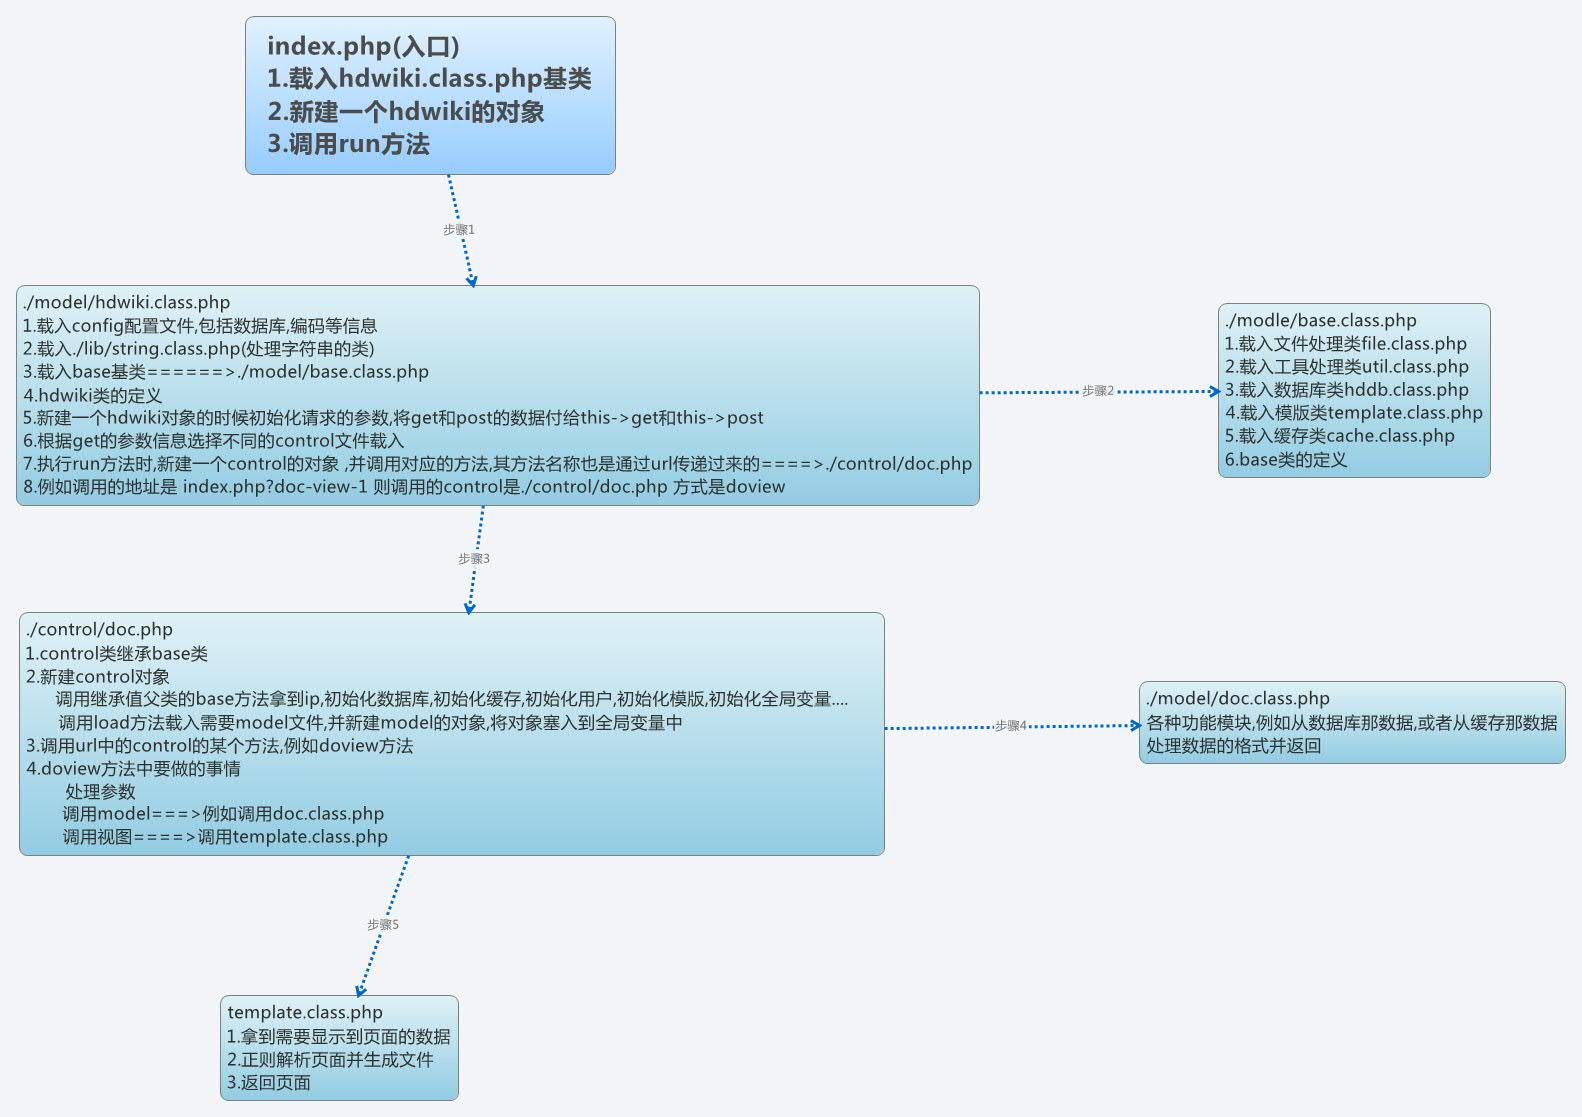 index.php(入口)
1.载入hdwiki.class.php基类
2.新建一个hdwiki的对象
3.调用run方法
步骤1
./model/hdwiki.class.php
1.载入config配置文件,包括数据库,编码等信息
2.载入./lib/string.class.php(处理字符串的类)
3.载入base基类======>./model/base.class.php
4.hdwiki类的定义
5.新建一个hdwiki对象的时候初始化请求的参数,将get和post的数据付给this->get和this->post
6.根据get的参数信息选择不同的control文件载入
7.执行run方法时,新建一个control的对象 ,并调用对应的方法,其方法名称也是通过url传递过来的====>./control/doc.php
8.例如调用的地址是 index.php?doc-view-1 则调用的control是./control/doc.php 方式是doview
步骤2
./modle/base.class.php
1.载入文件处理类file.class.php
2.载入工具处理类util.class.php
3.载入数据库类hddb.class.php
4.载入模版类template.class.php
5.载入缓存类cache.class.php
6.base类的定义
步骤3
./control/doc.php
1.control类继承base类
2.新建control对象
调用继承值父类的base方法拿到ip,初始化数据库,初始化缓存,初始化用户,初始化模版,初始化全局变量....
调用load方法载入需要model文件,并新建model的对象,将对象塞入到全局变量中
3.调用url中的control的某个方法,例如doview方法
4.doview方法中要做的事情
处理参数
调用model===>例如调用doc.class.php
调用视图====>调用template.class.php
步骤4
./model/doc.class.php
各种功能模块,例如从数据库那数据,或者从缓存那数据
处理数据的格式并返回
步骤5
template.class.php
1.拿到需要显示到页面的数据
2.正则解析页面并生成文件
3.返回页面